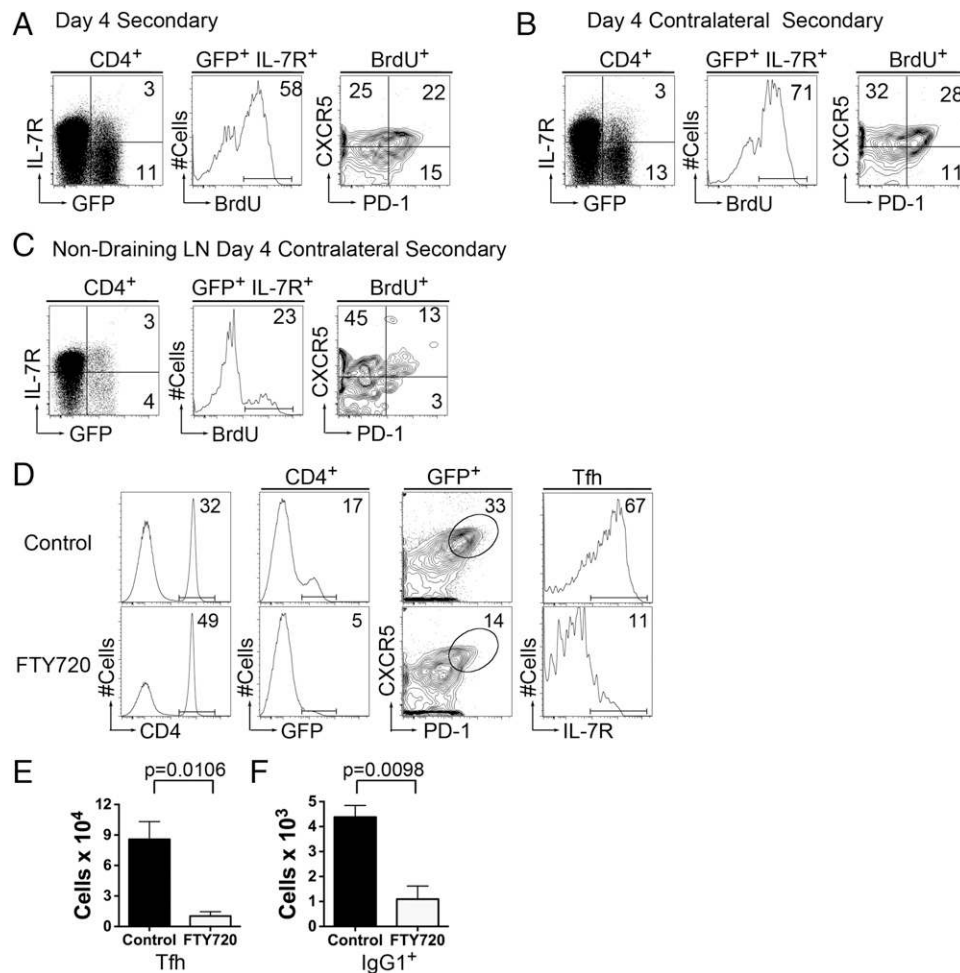 A Day 4 Secondary
CD4+ GFP+ IL-7R+ BrdU+
3 58 25 22
11 15
IL-7R #Cells CXCR5
GFP BrdU PD-1
B Day 4 Contralateral Secondary
CD4+ GFP+ IL-7R+ BrdU+
3 71 32 28
13 11
IL-7R #Cells CXCR5
GFP BrdU PD-1
C Non-Draining LN Day 4 Contralateral Secondary
CD4+ GFP+ IL-7R+ BrdU+
3 23 45 13
4 3
IL-7R #Cells CXCR5
GFP BrdU PD-1
D CD4+ GFP+ Tfh
Control 32 17 33 67
FTY720 49 5 14 11
#Cells #Cells CXCR5 #Cells
CD4 GFP PD-1 IL-7R
E p=0.0106
Cells x 10^4
12
9
6
3
0
Control FTY720
Tfh
F p=0.0098
Cells x 10^3
5
4
3
2
1
0
Control FTY720
IgG1+